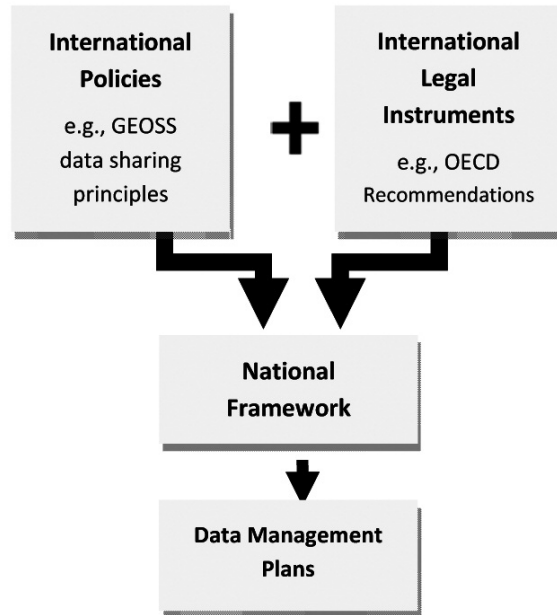 International
Policies
e.g., GEOSS
data sharing
principles
+
International
Legal
Instruments
e.g., OECD
Recommendations
National
Framework
Data Management
Plans